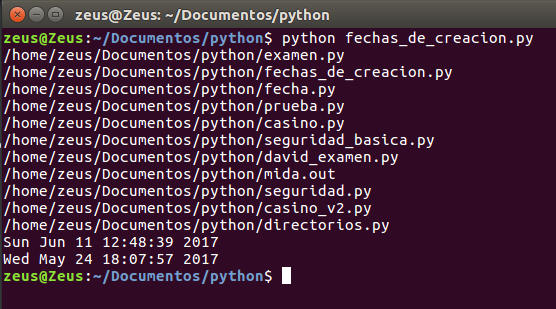 zeus@Zeus: ~/Documentos/python
zeus@Zeus:~/Documentos/python$ python fechas_de_creacion.py
/home/zeus/Documentos/python/examen.py
/home/zeus/Documentos/python/fechas_de_creacion.py
/home/zeus/Documentos/python/fecha.py
/home/zeus/Documentos/python/prueba.py
/home/zeus/Documentos/python/casino.py
/home/zeus/Documentos/python/seguridad_basica.py
/home/zeus/Documentos/python/david_examen.py
/home/zeus/Documentos/python/mida.out
/home/zeus/Documentos/python/seguridad.py
/home/zeus/Documentos/python/casino_v2.py
/home/zeus/Documentos/python/directorios.py
Sun Jun 11 12:48:39 2017
Wed May 24 18:07:57 2017
zeus@Zeus:~/Documentos/python$